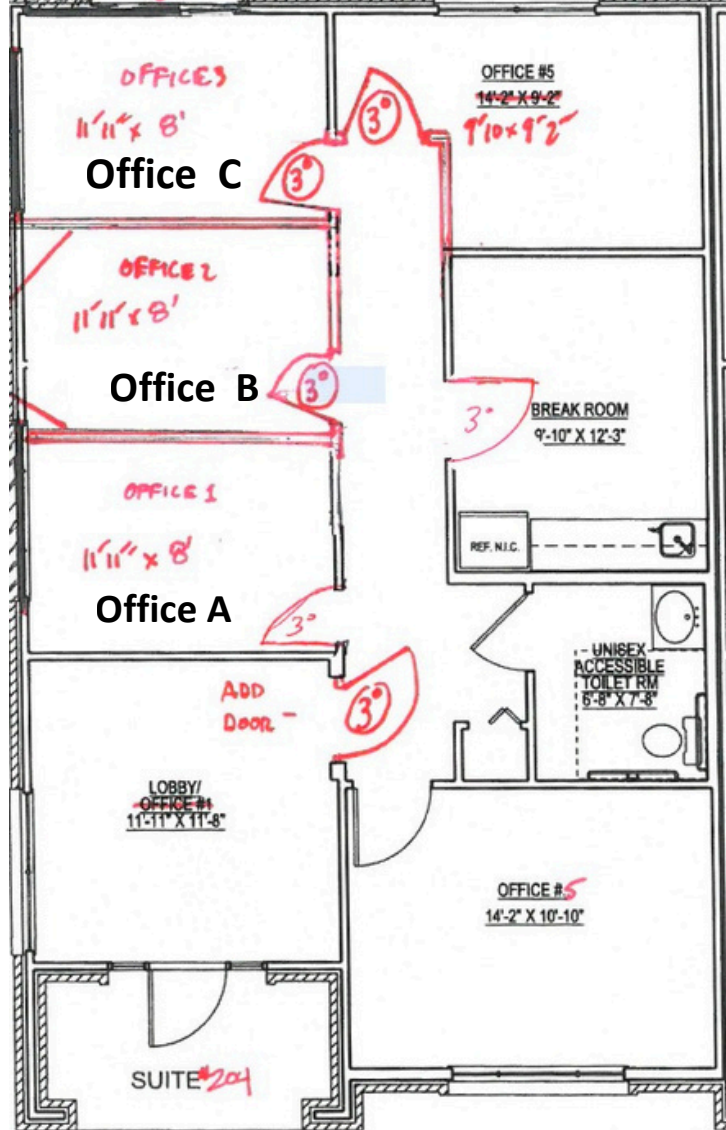 OFFICE3
11'11" x 8'
Office C
3°
3°
OFFICE #5
14'-2" X 9'-2"
9'10 x 9'2"
OFFICE 2
11'11" x 8'
Office B
3°
3°
BREAK ROOM
9'-10" X 12'-3"
REF. N.I.C.
OFFICE 1
11'11" x 8'
Office A
3°
UNISEX
ACCESSIBLE
TOILET RM
6'-8" X 7'-8"
ADD
DOOR -
3°
LOBBY/
OFFICE #1
11'-11" X 11'-8"
OFFICE #5
14'-2" X 10'-10"
SUITE #204